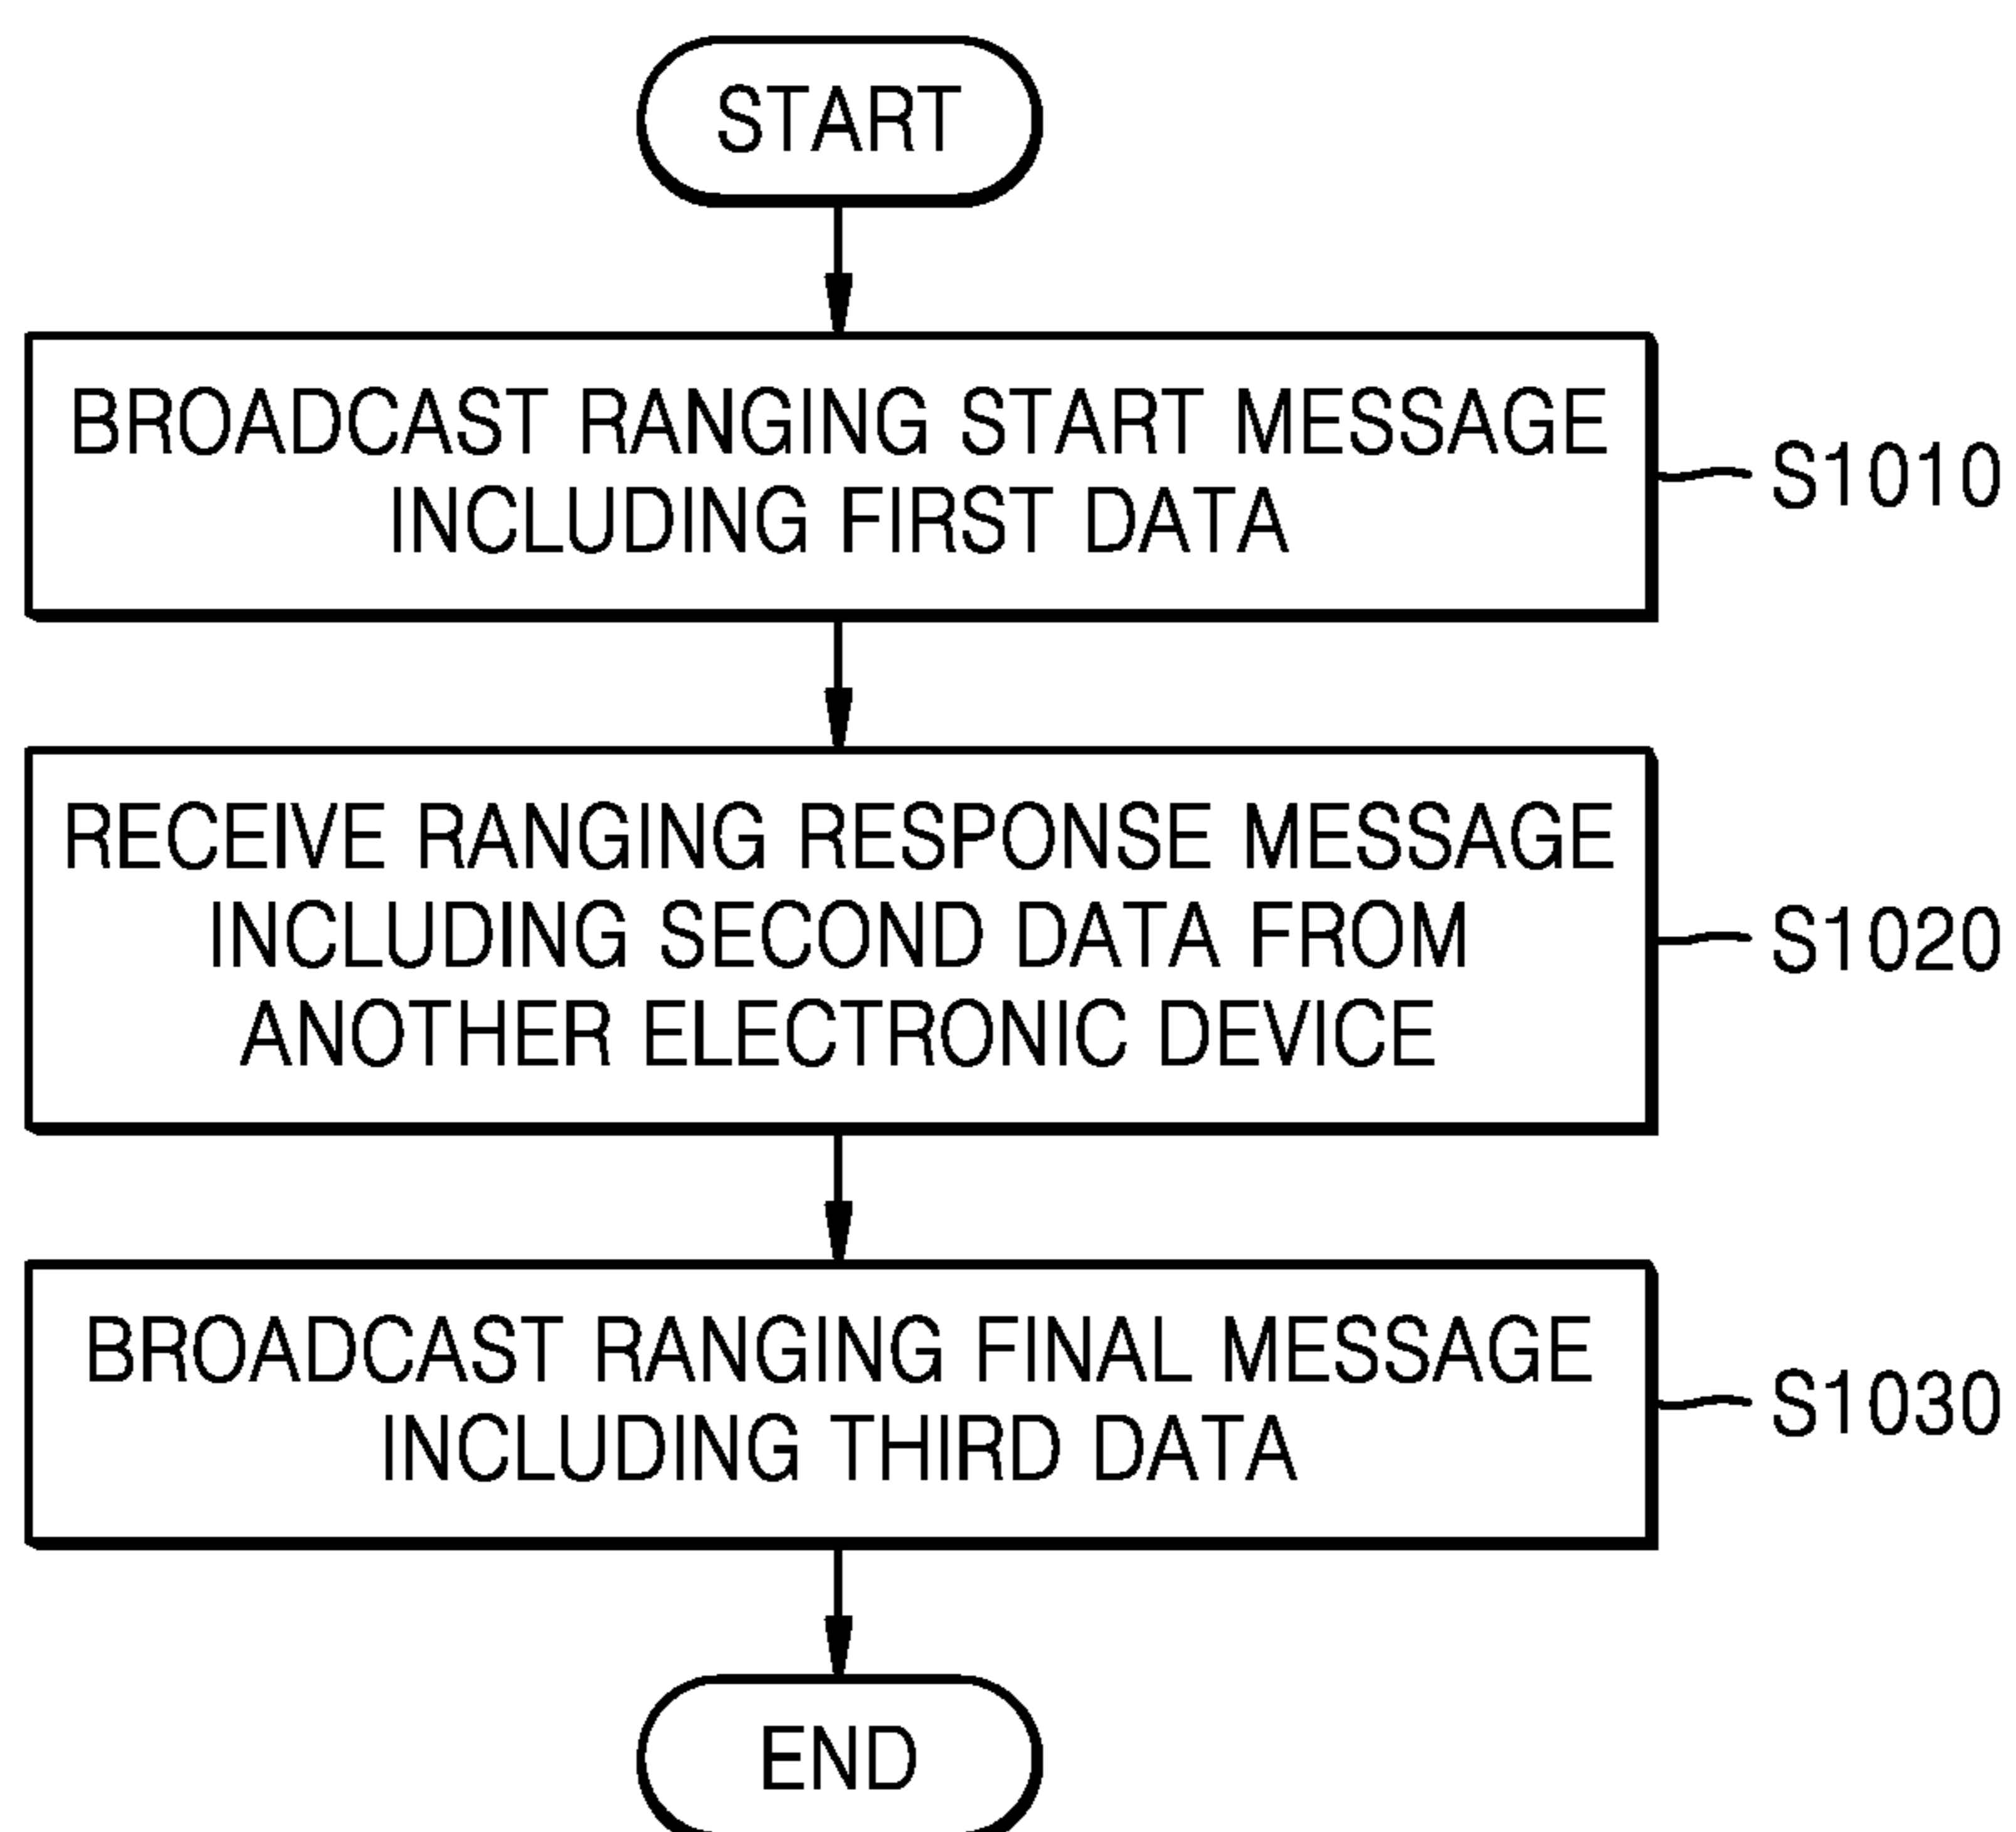 START
BROADCAST RANGING START MESSAGE
INCLUDING FIRST DATA
S1010
RECEIVE RANGING RESPONSE MESSAGE
INCLUDING SECOND DATA FROM
ANOTHER ELECTRONIC DEVICE
S1020
BROADCAST RANGING FINAL MESSAGE
INCLUDING THIRD DATA
S1030
END